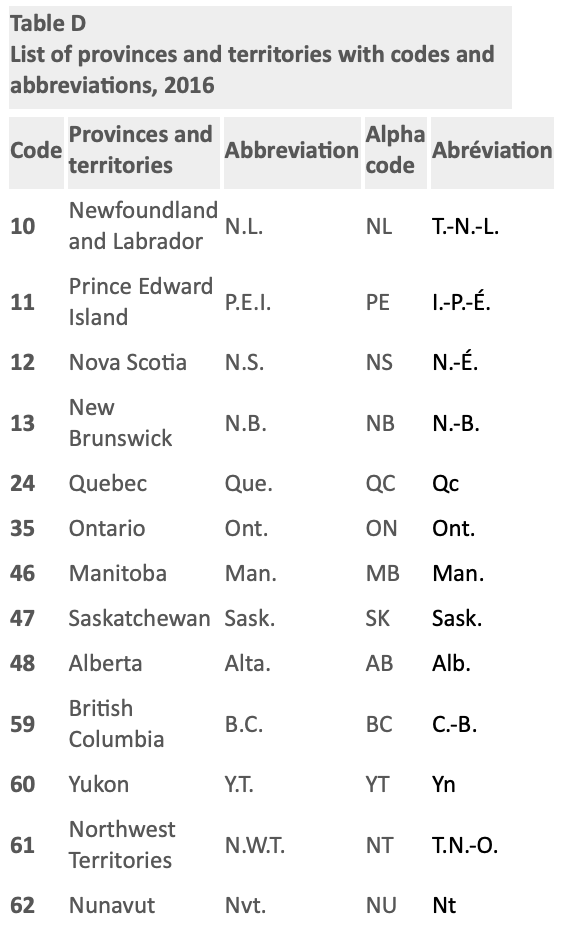 Table D
List of provinces and territories with codes and
abbreviations, 2016
Code Provinces and territories Abbreviation Alpha code Abréviation
10 Newfoundland and Labrador N.L. NL T.-N.-L.
11 Prince Edward Island P.E.I. PE I.-P.-É.
12 Nova Scotia N.S. NS N.-É.
13 New Brunswick N.B. NB N.-B.
24 Quebec Que. QC Qc
35 Ontario Ont. ON Ont.
46 Manitoba Man. MB Man.
47 Saskatchewan Sask. SK Sask.
48 Alberta Alta. AB Alb.
59 British Columbia B.C. BC C.-B.
60 Yukon Y.T. YT Yn
61 Northwest Territories N.W.T. NT T.N.-O.
62 Nunavut Nvt. NU Nt